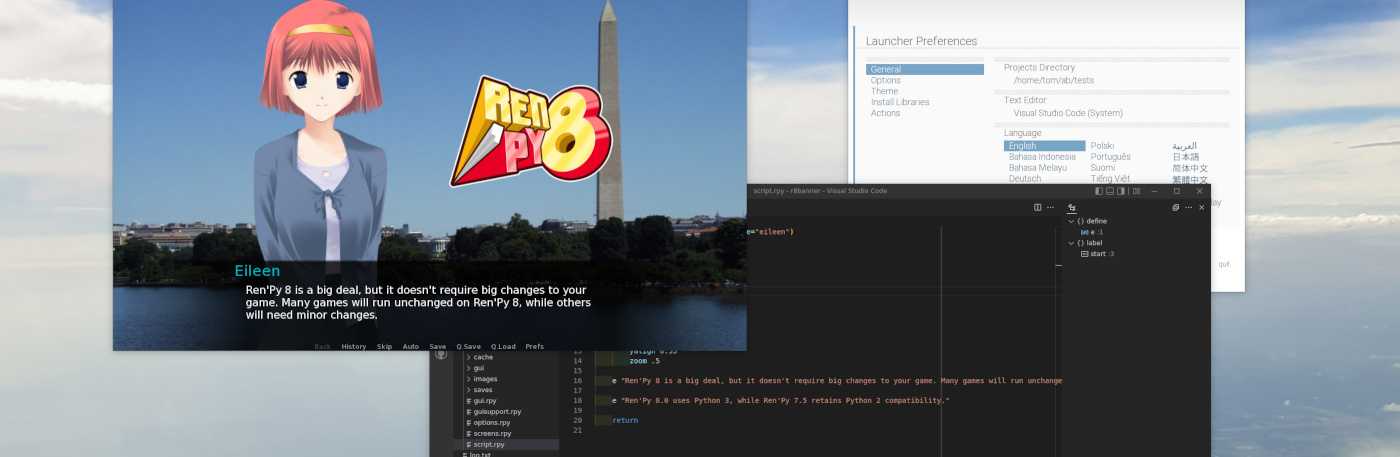 REN
PY8
Eileen
Ren'Py 8 is a big deal, but it doesn't require big changes to your
game. Many games will run unchanged on Ren'Py 8, while others
will need minor changes.
Back History Skip Auto Save Q.Save Q.Load Prefs
Launcher Preferences
General
Options
Theme
Install Libraries
Actions
Projects Directory:
/home/tom/ab/tests
Text Editor:
Visual Studio Code (System)
Language:
English Polski العربية
Bahasa Indonesia Português 日本語
Bahasa Melayu Suomi 简体中文
Deutsch Tiếng Việt 繁體中文
quit
script.rpy - r8banner - Visual Studio Code
e="eileen")
{} define
e :1
{} label
start :3
cache
gui
images
saves
gui.rpy
guisupport.rpy
options.rpy
screens.rpy
script.rpy
log.txt
14 zoom .5
15
16 e "Ren'Py 8 is a big deal, but it doesn't require big changes to your game. Many games will run unchange
17
18 e "Ren'Py 8.0 uses Python 3, while Ren'Py 7.5 retains Python 2 compatibility."
19
20 return
21